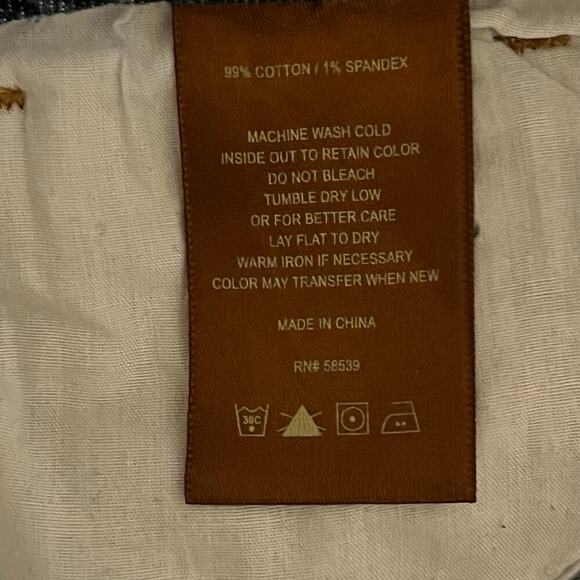 99% COTTON / 1% SPANDEX
MACHINE WASH COLD
INSIDE OUT TO RETAIN COLOR
DO NOT BLEACH
TUMBLE DRY LOW
OR FOR BETTER CARE
LAY FLAT TO DRY
WARM IRON IF NECESSARY
COLOR MAY TRANSFER WHEN NEW
MADE IN CHINA
RN# 58539
30C